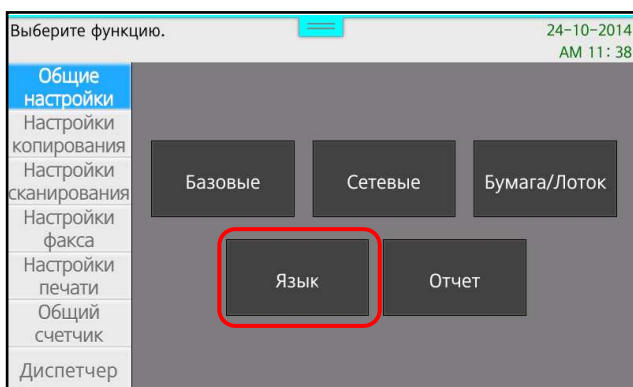 Выберите функцию.
24-10-2014
AM 11:38
Общие
настройки
Настройки
копирования
Настройки
сканирования
Настройки
факса
Настройки
печати
Общий
счетчик
Диспетчер
Базовые
Сетевые
Бумага/Лоток
Язык
Отчет